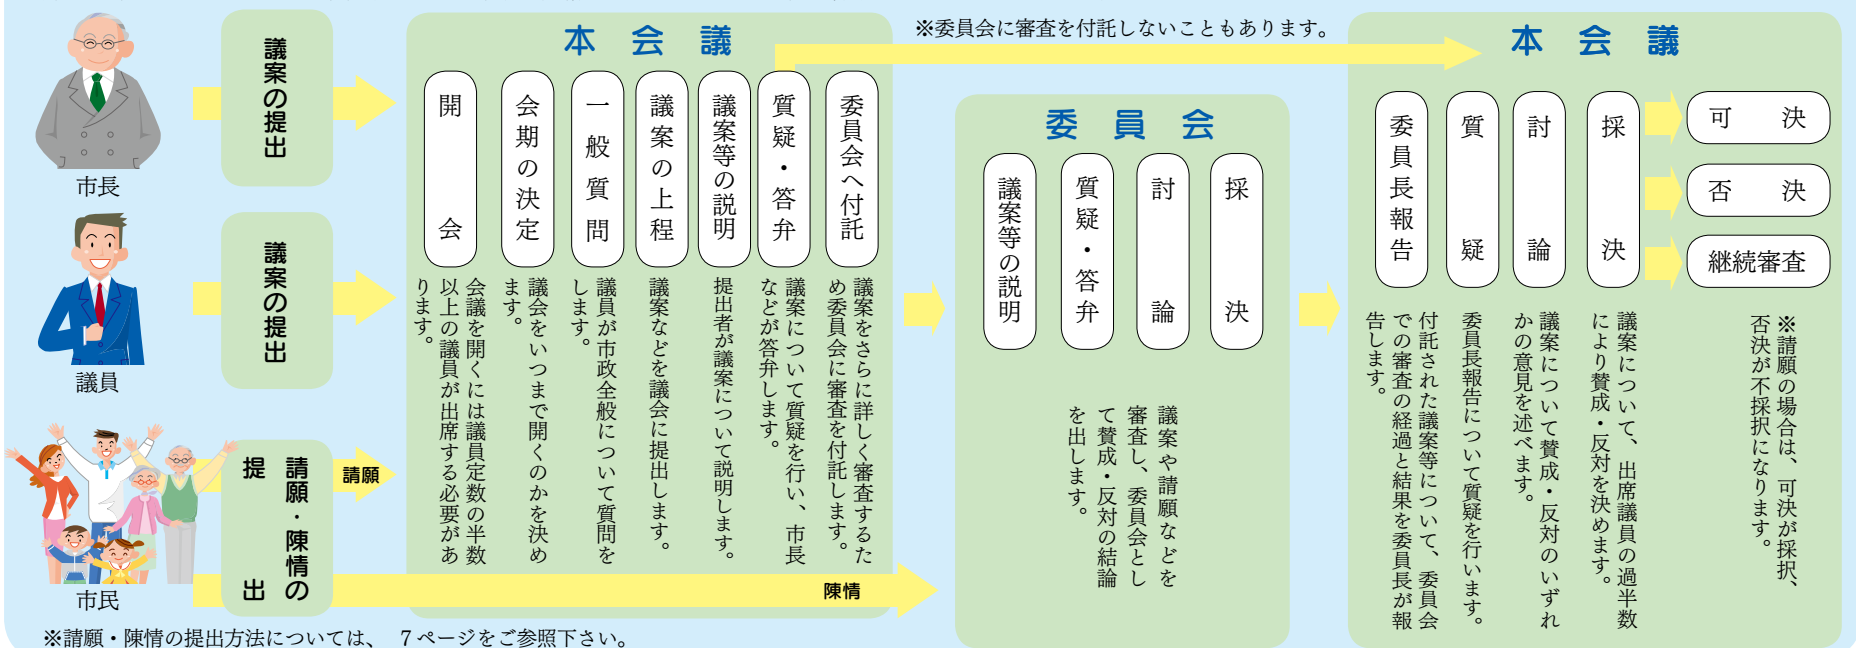 市長
議員
市民
議案の提出
議案の提出
請願・陳情の
提出
請願
陳情
本会議
開会
会議を開くには議員定数の半数
以上の議員が出席する必要があ
ります。
会期の決定
議会をいつまで開くのかを決め
ます。
一般質問
議員が市政全般について質問を
します。
議案の上程
議案などを議会に提出します。
議案等の説明
提出者が議案について説明します。
質疑・答弁
議案について質疑を行い、市長
などが答弁します。
委員会へ付託
議案をさらに詳しく審査するた
め委員会に審査を付託します。
※委員会に審査を付託しないこともあります。
委員会
議案等の説明
質疑・答弁
討論
採決
議案や請願などを
審査し、委員会とし
て賛成・反対の結論
を出します。
本会議
委員長報告
付託された議案等について、委員会
での審査の経過と結果を委員長が報
告します。
質疑
委員長報告について質疑を行います。
討論
議案について賛成・反対のいずれ
かの意見を述べます。
採決
議案について、出席議員の過半数
により賛成・反対を決めます。
可決
否決
継続審査
※請願の場合は、可決が採択、
否決が不採択になります。
※請願・陳情の提出方法については、 7ページをご参照下さい。